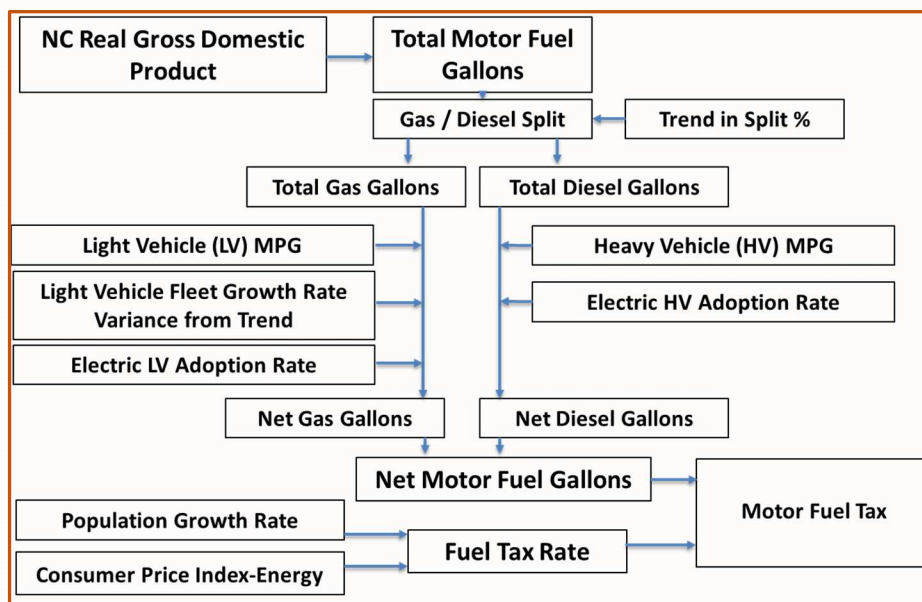 NC Real Gross Domestic
Product
Total Motor Fuel
Gallons
Gas / Diesel Split
Trend in Split %
Total Gas Gallons
Total Diesel Gallons
Light Vehicle (LV) MPG
Heavy Vehicle (HV) MPG
Light Vehicle Fleet Growth Rate
Variance from Trend
Electric HV Adoption Rate
Electric LV Adoption Rate
Net Gas Gallons
Net Diesel Gallons
Net Motor Fuel Gallons
Motor Fuel Tax
Population Growth Rate
Fuel Tax Rate
Consumer Price Index-Energy